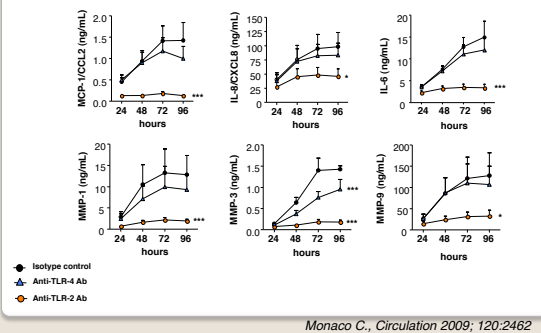 MCP-1/CCL2 (ng/mL)
2.0
1.5
1.0
0.5
0.0
24 48 72 96
hours
***
IL-8/CXCL8 (ng/mL)
150
125
100
75
50
25
0
24 48 72 96
hours
*
IL-6 (ng/mL)
20
15
10
5
0
24 48 72 96
hours
***
MMP-1 (ng/mL)
20
15
10
5
0
24 48 72 96
hours
***
MMP-3 (ng/mL)
3.0
2.0
1.0
0.0
24 48 72 96
hours
***
***
MMP-9 (ng/mL)
200
150
100
50
0
24 48 72 96
hours
*
Isotype control
Anti-TLR-4 Ab
Anti-TLR-2 Ab
Monaco C., Circulation 2009; 120:2462